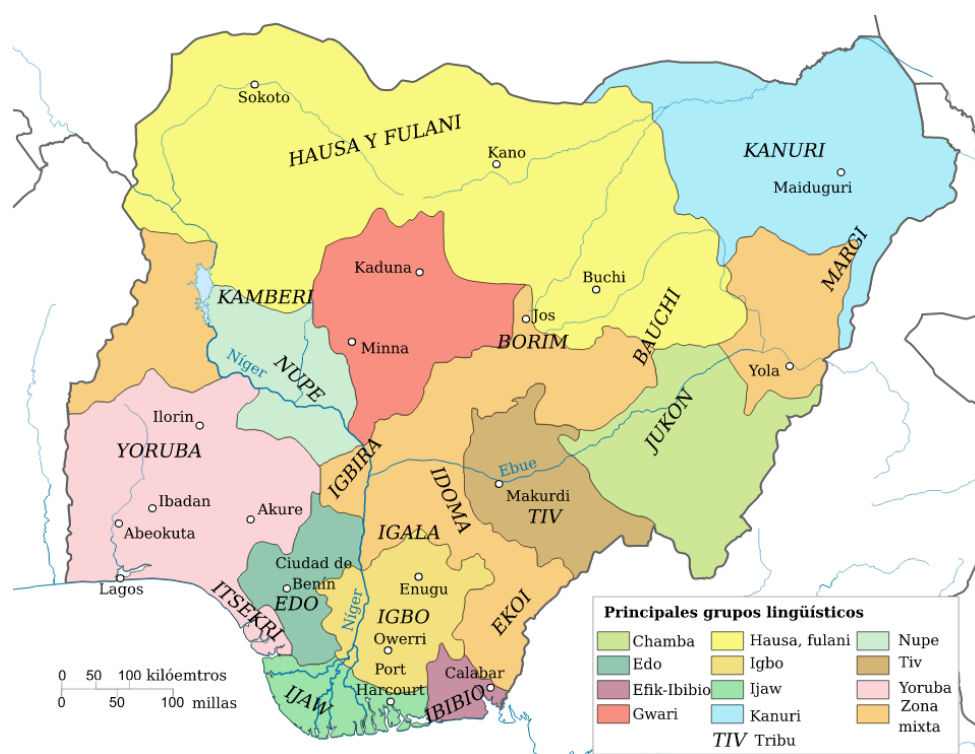 Sokoto
HAUSA Y FULANI
Kano
KANURI
Maiduguri
MARGI
Kaduna
Buchi
KAMBERI
BAUCHI
Jos
BORIM
Minna
Níger
NUPE
Yola
Ilorin
JUKON
YORUBA
IGBIRA
Ebue
IDOMA
Makurdi
TIV
Ibadan
Akure
Abeokuta
IGALA
Ciudad de
Benín
EDO
Enugu
Lagos
ITSEKRI
Níger
IGBO
EKOI
Owerri
Port
Harcourt
Calabar
IBIBIO
IJAW
0 50 100 kilóemtros
0 50 100 millas
Principales grupos lingüísticos
Chamba
Edo
Efik-Ibibio
Gwari
Hausa, fulani
Igbo
Ijaw
Kanuri
TIV Tribu
Nupe
Tiv
Yoruba
Zona
mixta